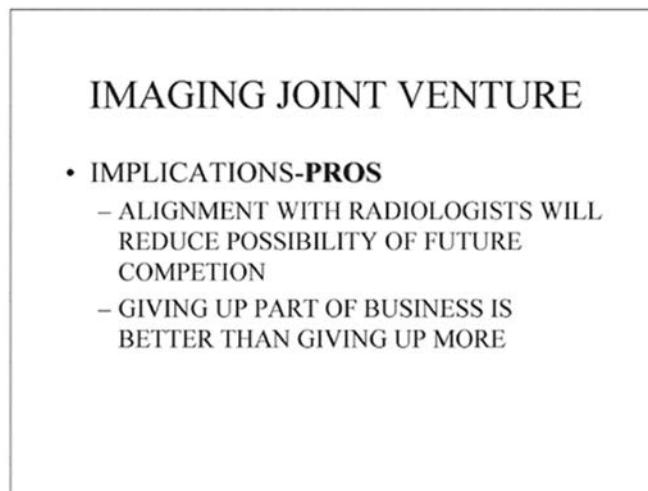 IMAGING JOINT VENTURE
• IMPLICATIONS-PROS
– ALIGNMENT WITH RADIOLOGISTS WILL
REDUCE POSSIBILITY OF FUTURE
COMPETION
– GIVING UP PART OF BUSINESS IS
BETTER THAN GIVING UP MORE